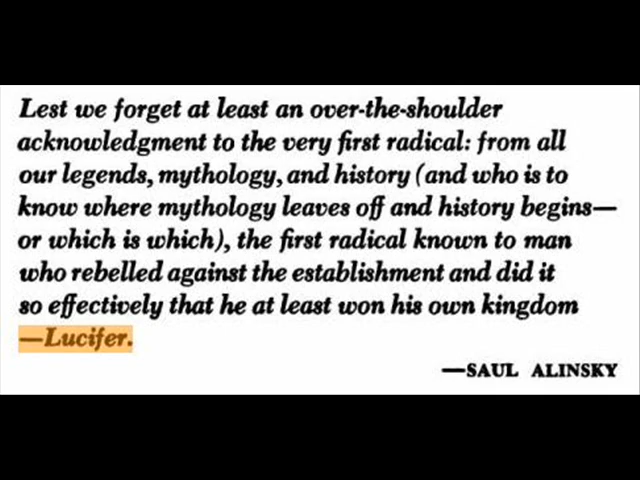 Lest we forget at least an over-the-shoulder
acknowledgment to the very first radical: from all
our legends, mythology, and history (and who is to
know where mythology leaves off and history begins—
or which is which), the first radical known to man
who rebelled against the establishment and did it
so effectively that he at least won his own kingdom
—Lucifer.
—SAUL ALINSKY